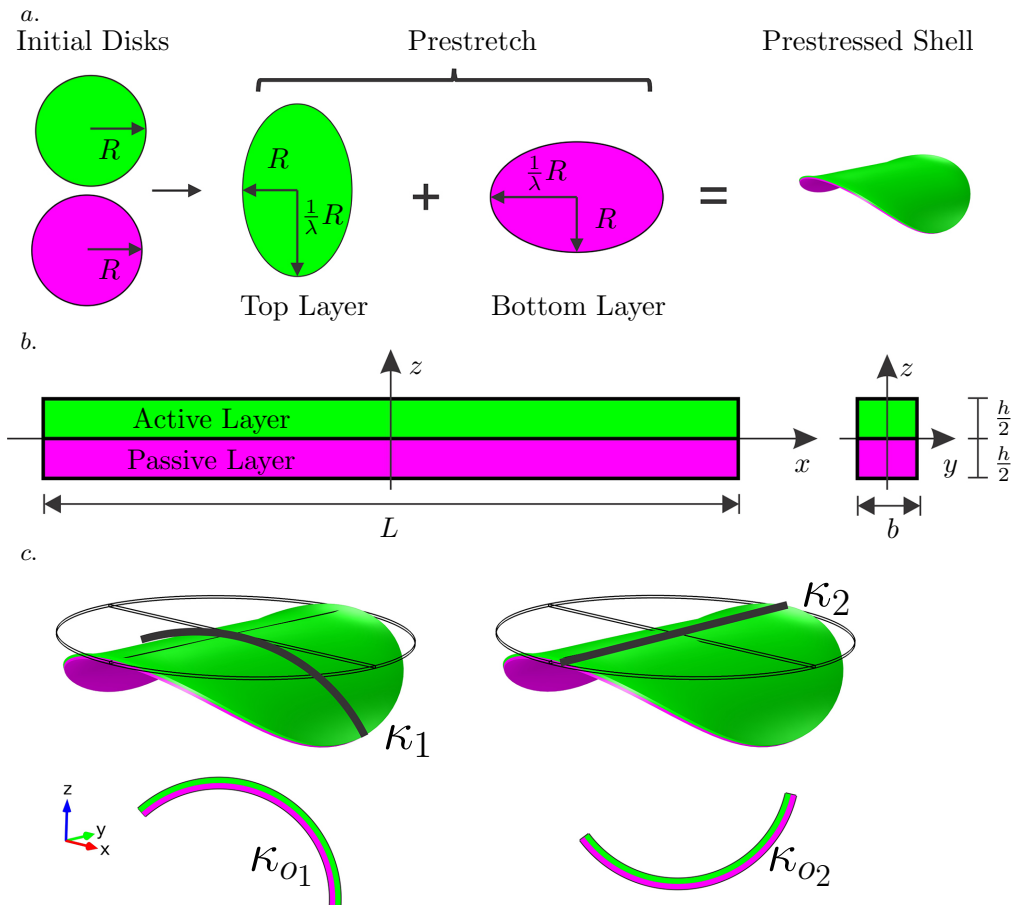 a.
Initial Disks
Prestretch
Prestressed Shell
R
R
R
1/λ R
1/λ R
R
+
=
Top Layer
Bottom Layer
b.
z
Active Layer
Passive Layer
x
L
z
y
b
h/2
h/2
c.
κ1
κ2
z
y
x
κo1
κo2